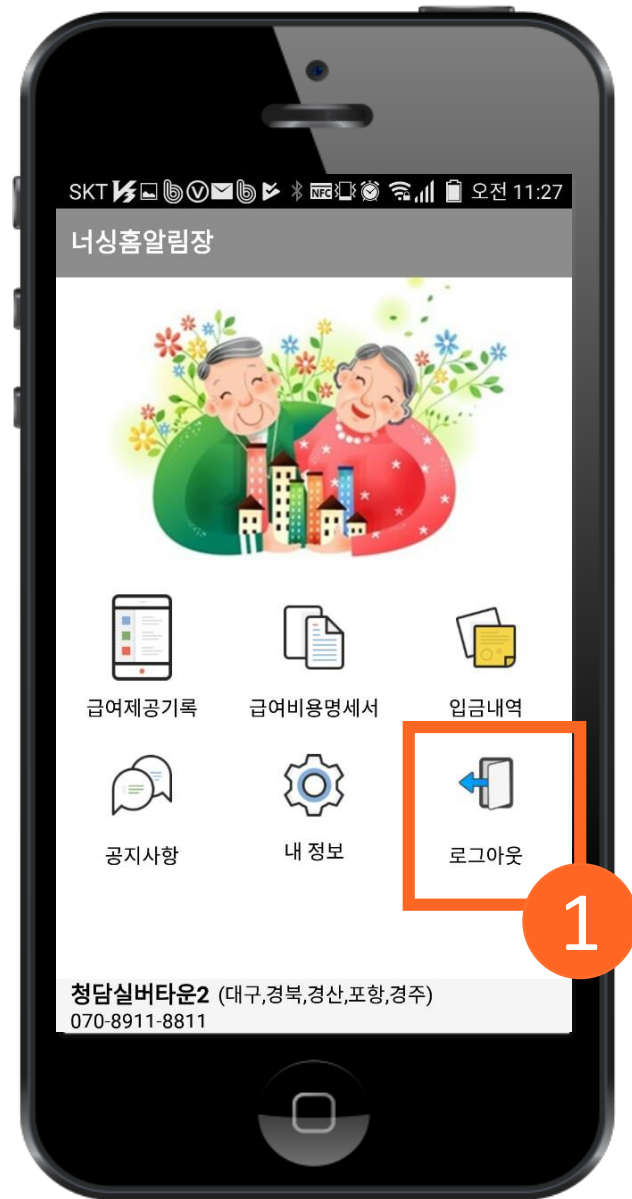 SKT 오전 11:27
너싱홈알림장
급여제공기록 급여비용명세서 입금내역
공지사항 내 정보 로그아웃
1
청담실버타운2 (대구,경북,경산,포항,경주)
070-8911-8811